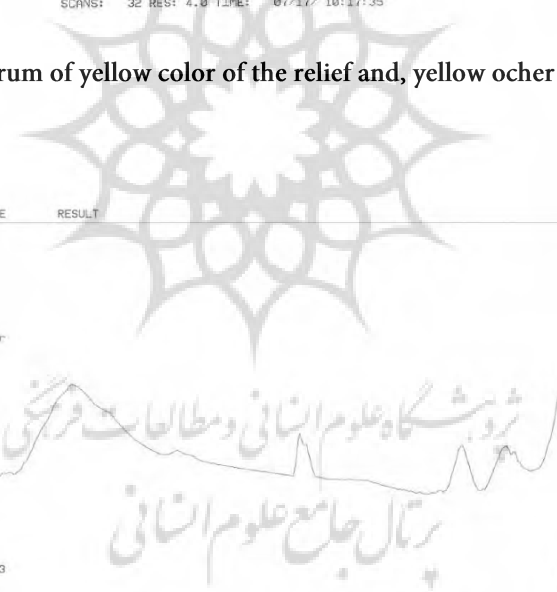 SCANS: 32 RES: 4.0 TIME: 07/17/ 10:17:35
rum of yellow color of the relief and, yellow ocher
E RESULT
پژوهشگاه علوم انسانی و مطالعات فرهنگی
پرتال جامع علوم انسانی
3